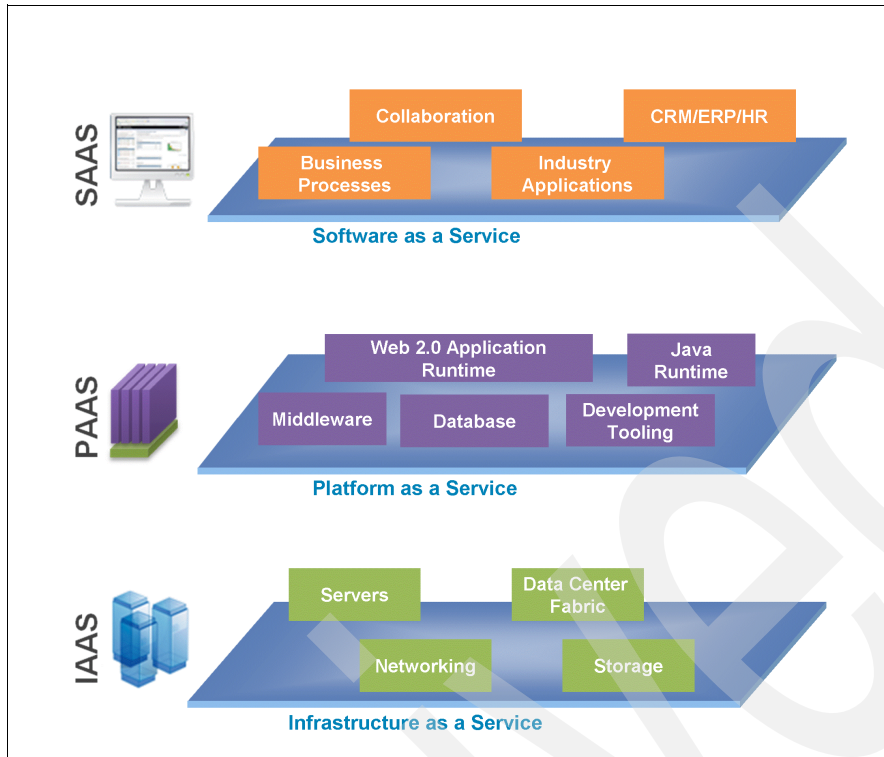 SAAS
Collaboration
CRM/ERP/HR
Business
Processes
Industry
Applications
Software as a Service
PAAS
Web 2.0 Application
Runtime
Java
Runtime
Middleware
Database
Development
Tooling
Platform as a Service
IAAS
Servers
Data Center
Fabric
Networking
Storage
Infrastructure as a Service